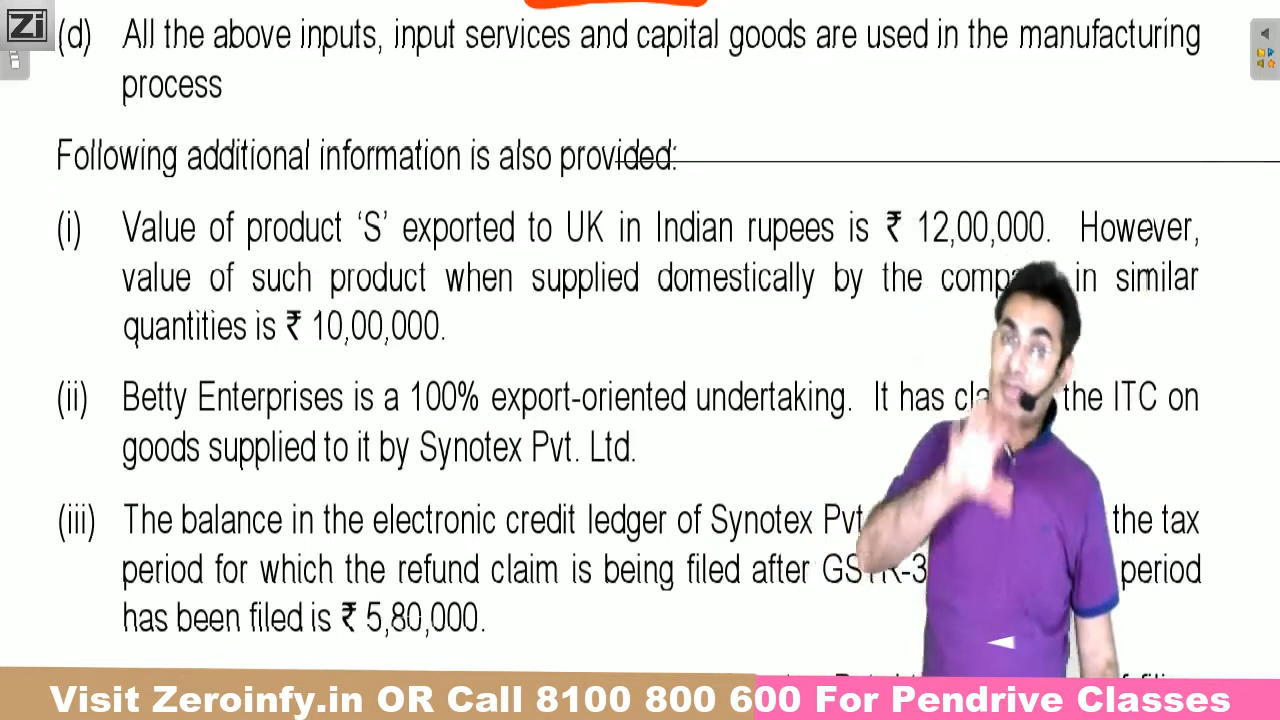 Zi
(d) All the above inputs, input services and capital goods are used in the manufacturing
process
Following additional information is also provided:
(i) Value of product ‘S’ exported to UK in Indian rupees is ₹ 12,00,000. However,
value of such product when supplied domestically by the in similar
quantities is ₹ 10,00,000.
(ii) Betty Enterprises is a 100% export-oriented undertaking. It has the ITC on
goods supplied to it by Synotex Pvt. Ltd.
(iii) The balance in the electronic credit ledger of Synotex Pvt the tax
period for which the refund claim is being filed after period
has been filed is ₹ 5,80,000.
Visit Zeroinfy.in OR Call 8100 800 600 For Pendrive Classes